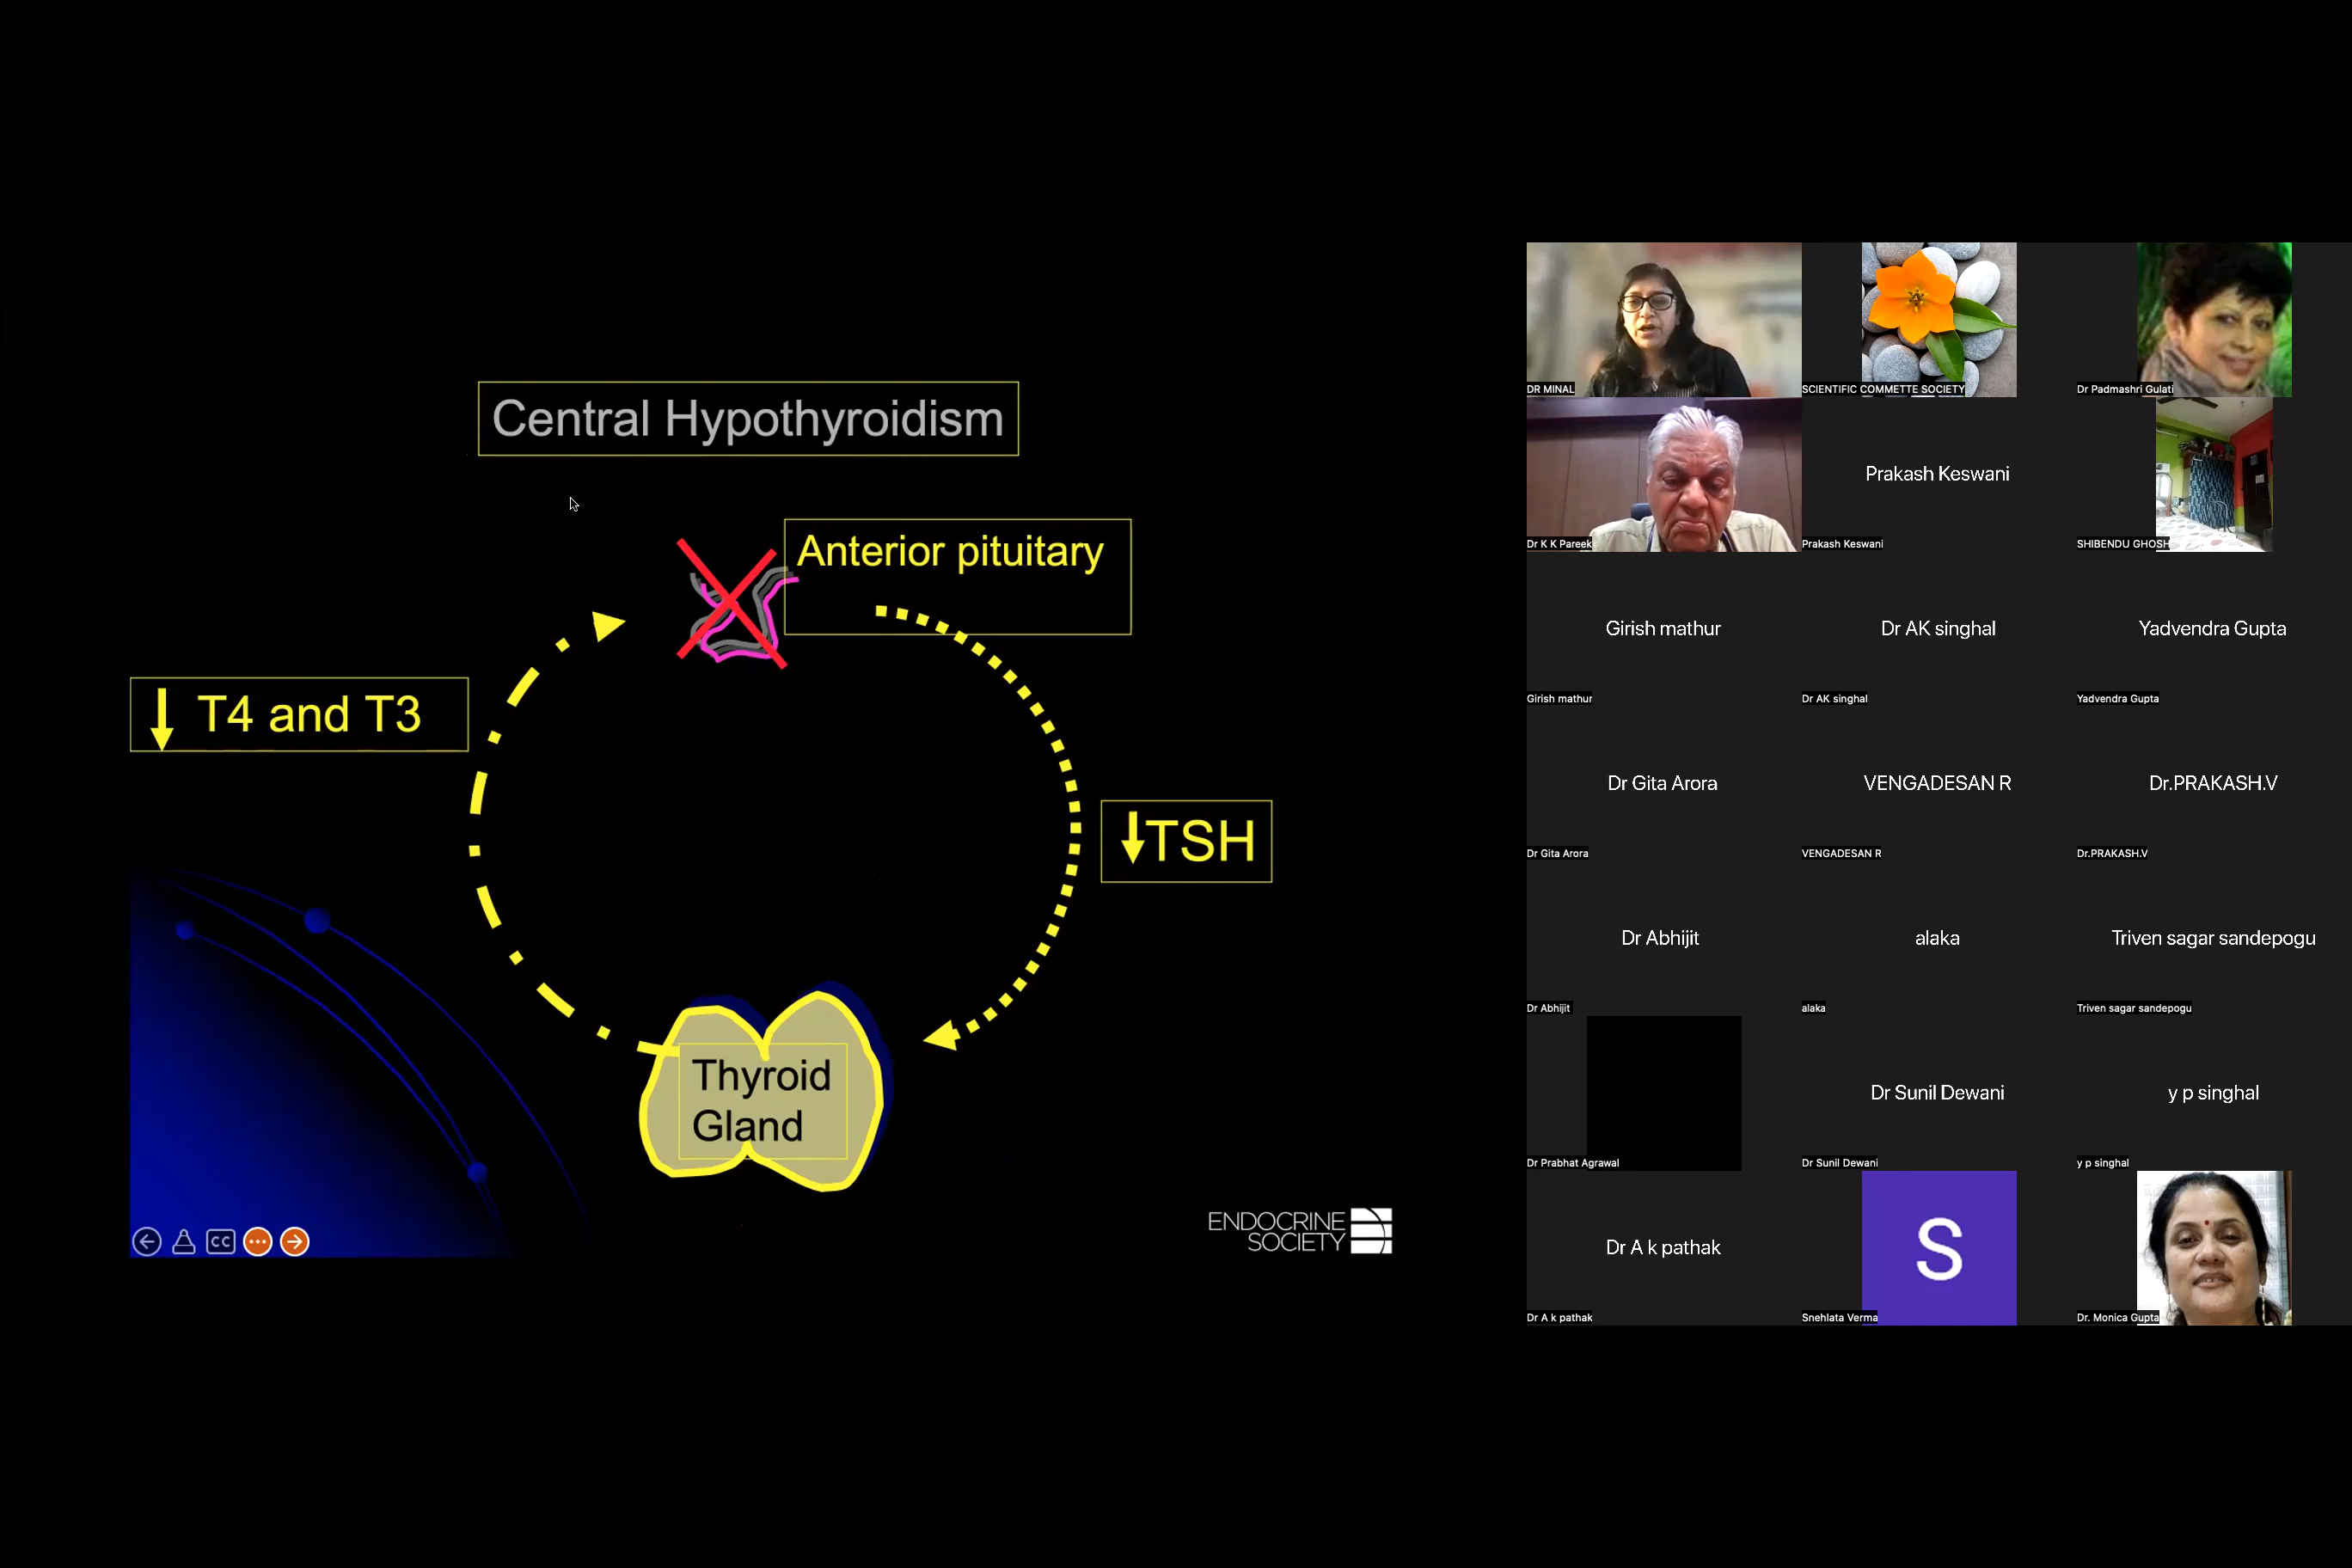 Central Hypothyroidism
Anterior pituitary
T4 and T3
TSH
Thyroid
Gland
ENDOCRINE
SOCIETY
CC
DR MINAL
SCIENTIFIC COMMETTE SOCIETY
Dr Padmashri Gulati
Dr K K Pareek
Prakash Keswani
Prakash Keswani
SHIBENDU GHOSH
Girish mathur
Girish mathur
Dr AK singhal
Dr AK singhal
Yadvendra Gupta
Yadvendra Gupta
Dr Gita Arora
Dr Gita Arora
VENGADESAN R
VENGADESAN R
Dr.PRAKASH.V
Dr.PRAKASH.V
Dr Abhijit
Dr Abhijit
alaka
alaka
Triven sagar sandepogu
Triven sagar sandepogu
Dr Prabhat Agrawal
Dr Sunil Dewani
Dr Sunil Dewani
y p singhal
y p singhal
Dr A k pathak
Dr A k pathak
S
Snehlata Verma
Dr. Monica Gupta